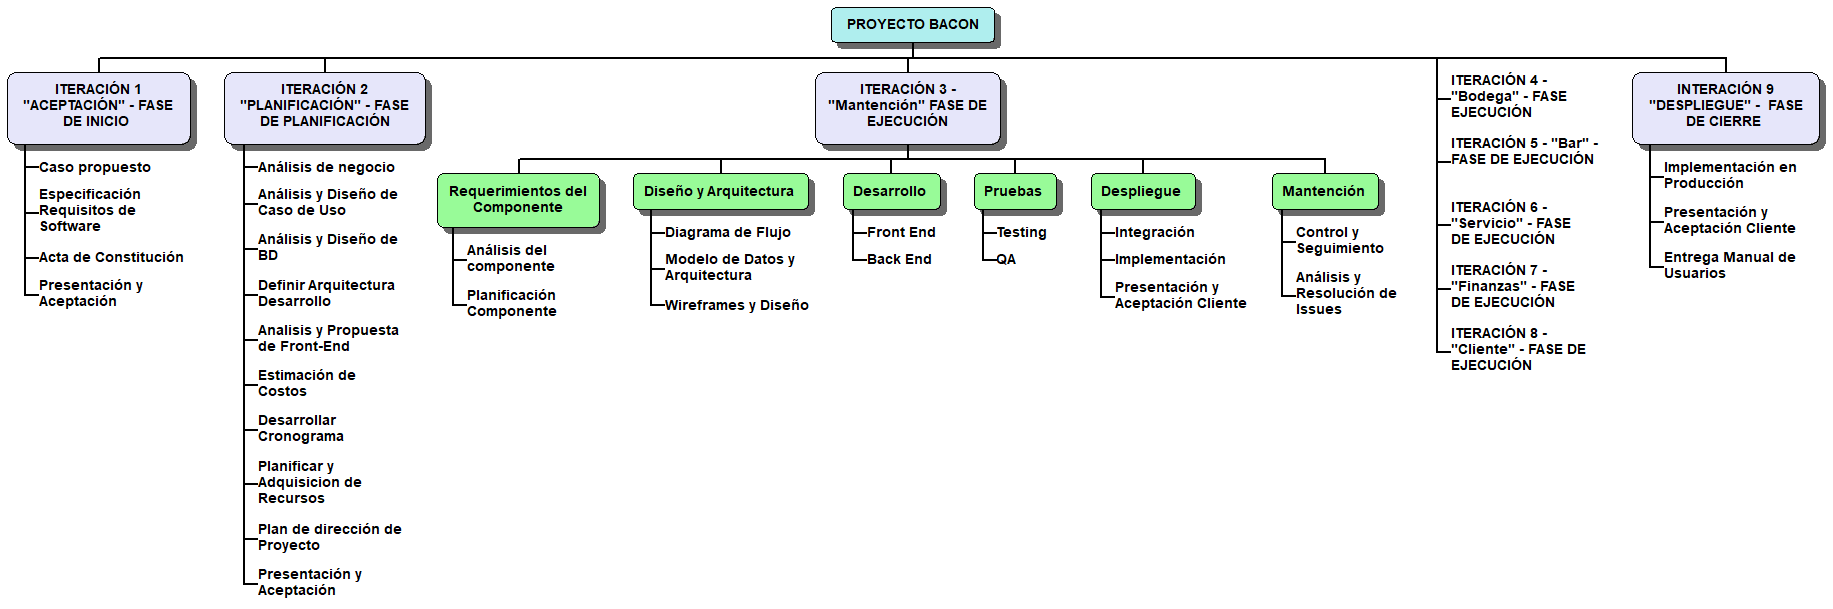 PROYECTO BACON
ITERACIÓN 1
"ACEPTACIÓN" - FASE
DE INICIO
Caso propuesto
Especificación
Requisitos de
Software
Acta de Constitución
Presentación y
Aceptación
ITERACIÓN 2
"PLANIFICACIÓN" - FASE
DE PLANIFICACIÓN
Análisis de negocio
Análisis y Diseño de
Caso de Uso
Análisis y Diseño de
BD
Definir Arquitectura
Desarrollo
Analisis y Propuesta
de Front-End
Estimación de
Costos
Desarrollar
Cronograma
Planificar y
Adquisicion de
Recursos
Plan de dirección de
Proyecto
Presentación y
Aceptación
ITERACIÓN 3 -
"Mantención" FASE DE
EJECUCIÓN
Requerimientos del
Componente
Análisis del
componente
Planificación
Componente
Diseño y Arquitectura
Diagrama de Flujo
Modelo de Datos y
Arquitectura
Wireframes y Diseño
Desarrollo
Front End
Back End
Pruebas
Testing
QA
Despliegue
Integración
Implementación
Presentación y
Aceptación Cliente
Mantención
Control y
Seguimiento
Análisis y
Resolución de
Issues
ITERACIÓN 4 -
"Bodega" - FASE
EJECUCIÓN
ITERACIÓN 5 - "Bar" -
FASE DE EJECUCIÓN
ITERACIÓN 6 -
"Servicio" - FASE
DE EJECUCIÓN
ITERACIÓN 7 -
"Finanzas" - FASE
DE EJECUCIÓN
ITERACIÓN 8 -
"Cliente" - FASE DE
EJECUCIÓN
INTERACIÓN 9
"DESPLIEGUE" - FASE
DE CIERRE
Implementación en
Producción
Presentación y
Aceptación Cliente
Entrega Manual de
Usuarios